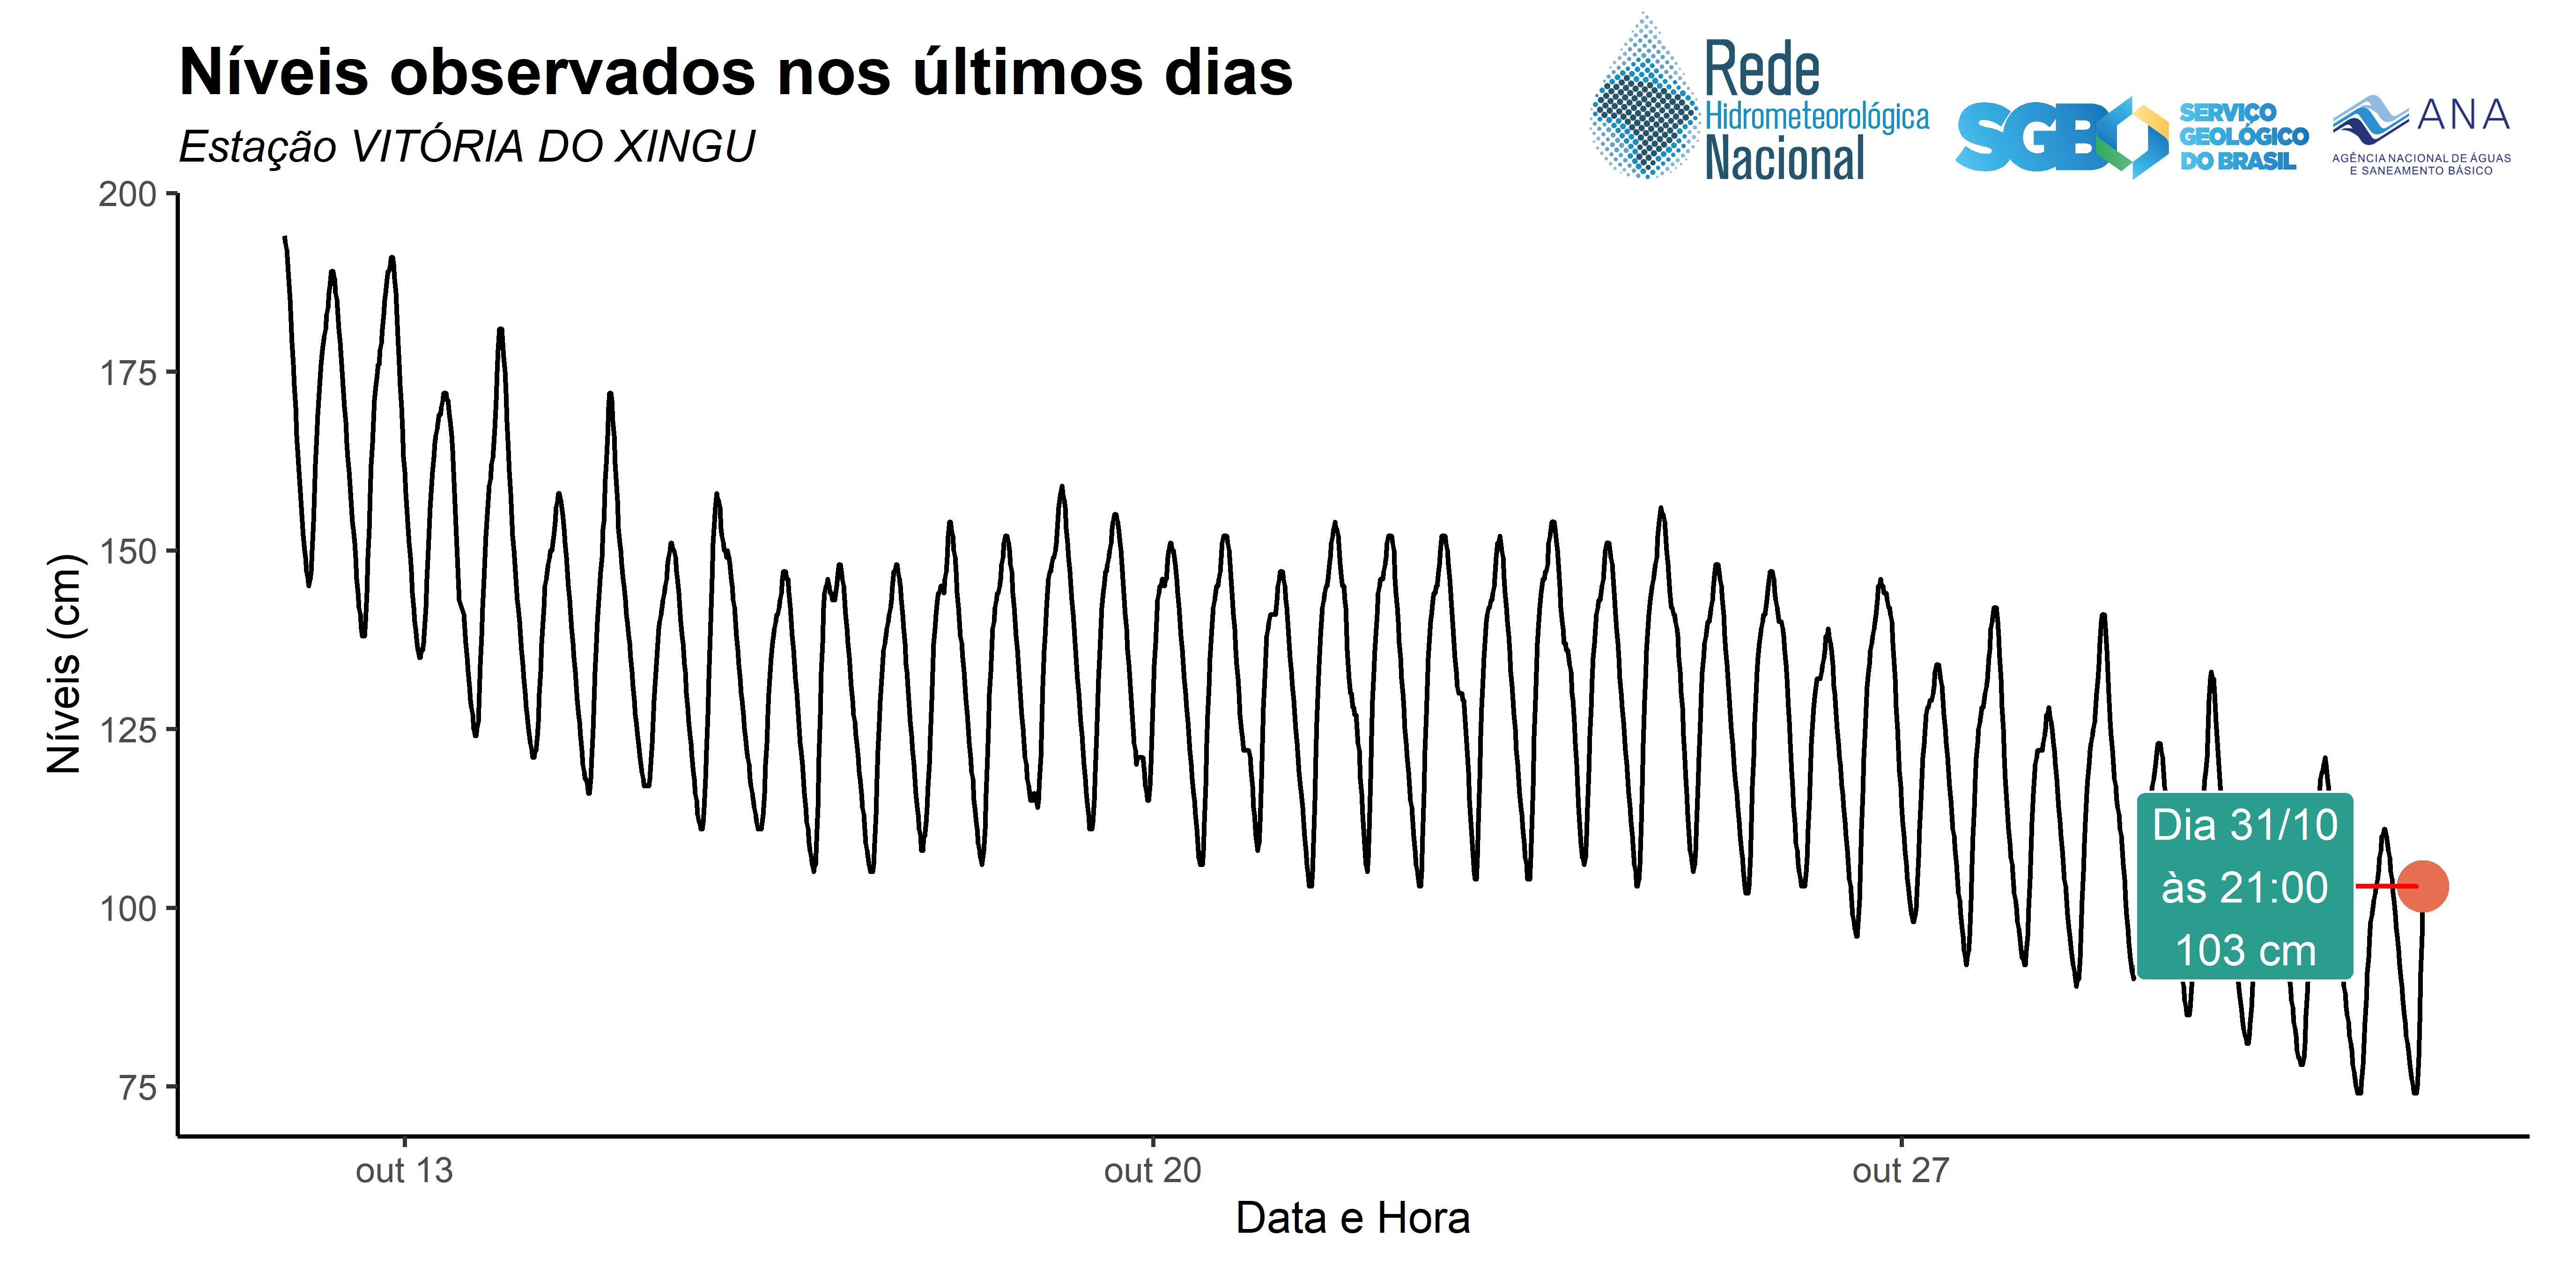 Níveis observados nos últimos dias
Estação VITÓRIA DO XINGU
Rede
Hidrometeorológica
Nacional
SGB
SERVIÇO
GEOLÓGICO
DO BRASIL
ANA
AGÊNCIA NACIONAL DE ÁGUAS
E SANEAMENTO BÁSICO
Níveis (cm)
200
175
150
125
100
75
Dia 31/10
às 21:00
103 cm
out 13
out 20
out 27
Data e Hora